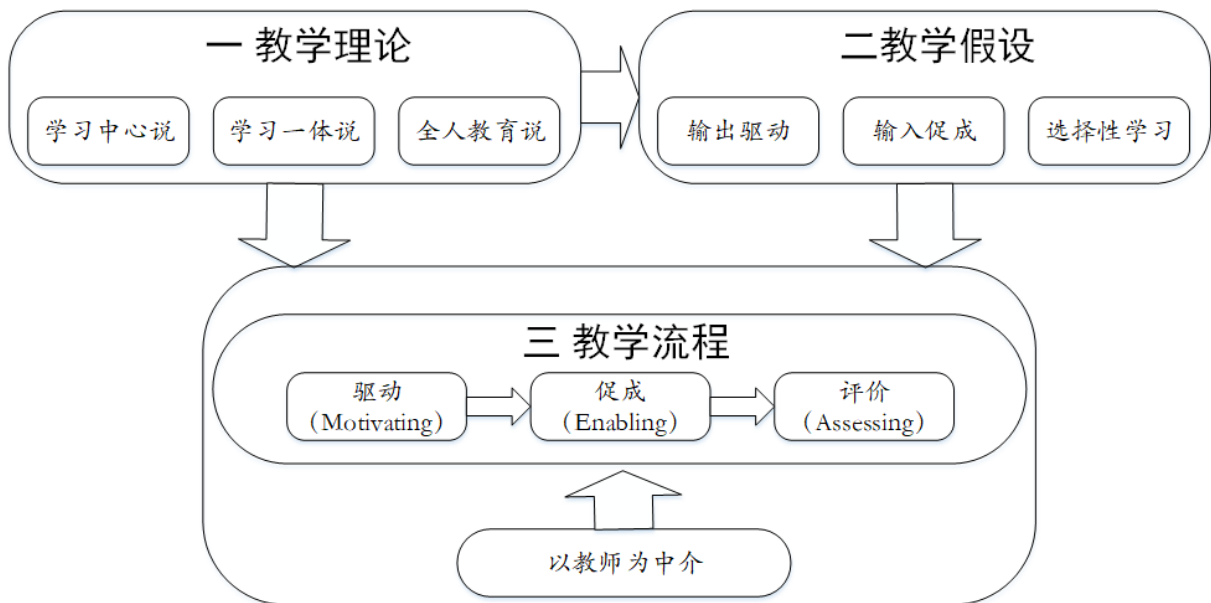 一 教学理论
学习中心说
学习一体说
全人教育说
二教学假设
输出驱动
输入促成
选择性学习
三 教学流程
驱动
（Motivating）
促成
（Enabling）
评价
（Assessing）
以教师为中介